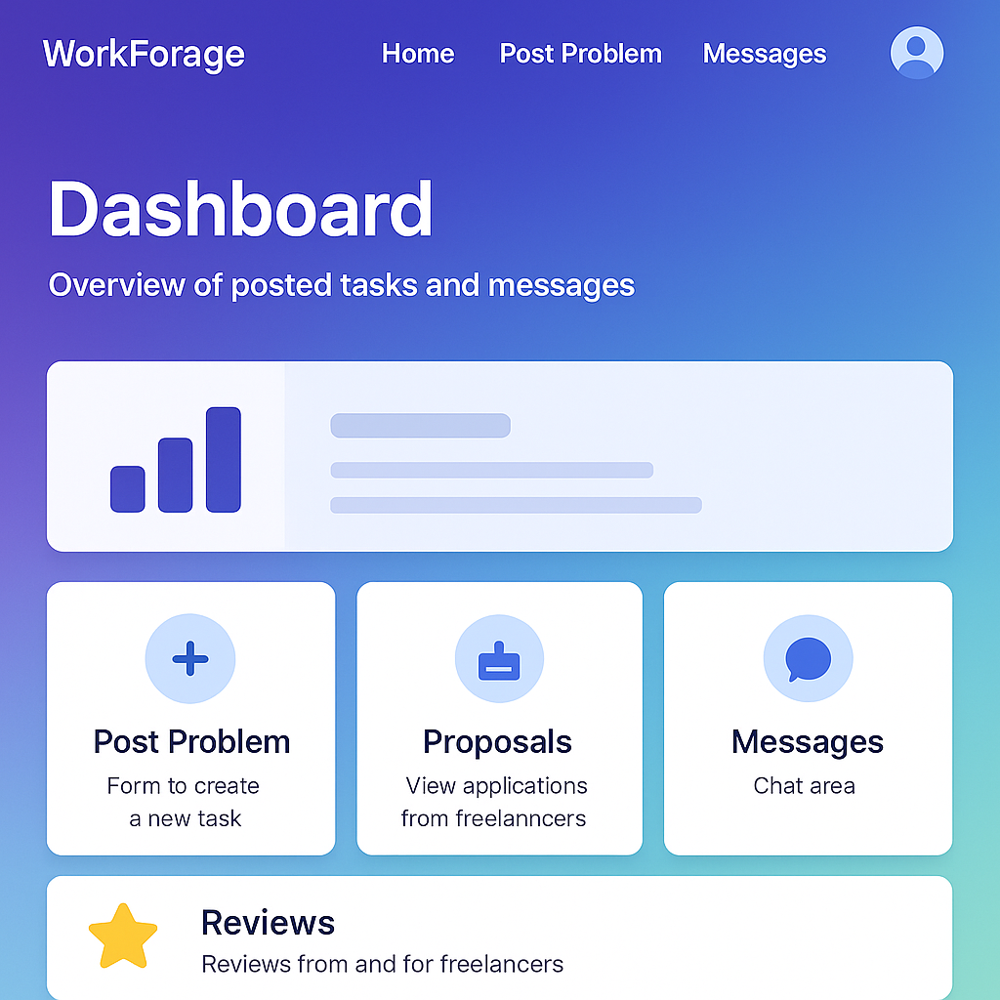 WorkForage
Home
Post Problem
Messages
Dashboard
Overview of posted tasks and messages
Post Problem
Form to create
a new task
Proposals
View applications
from freelanncers
Messages
Chat area
Reviews
Reviews from and for freelancers